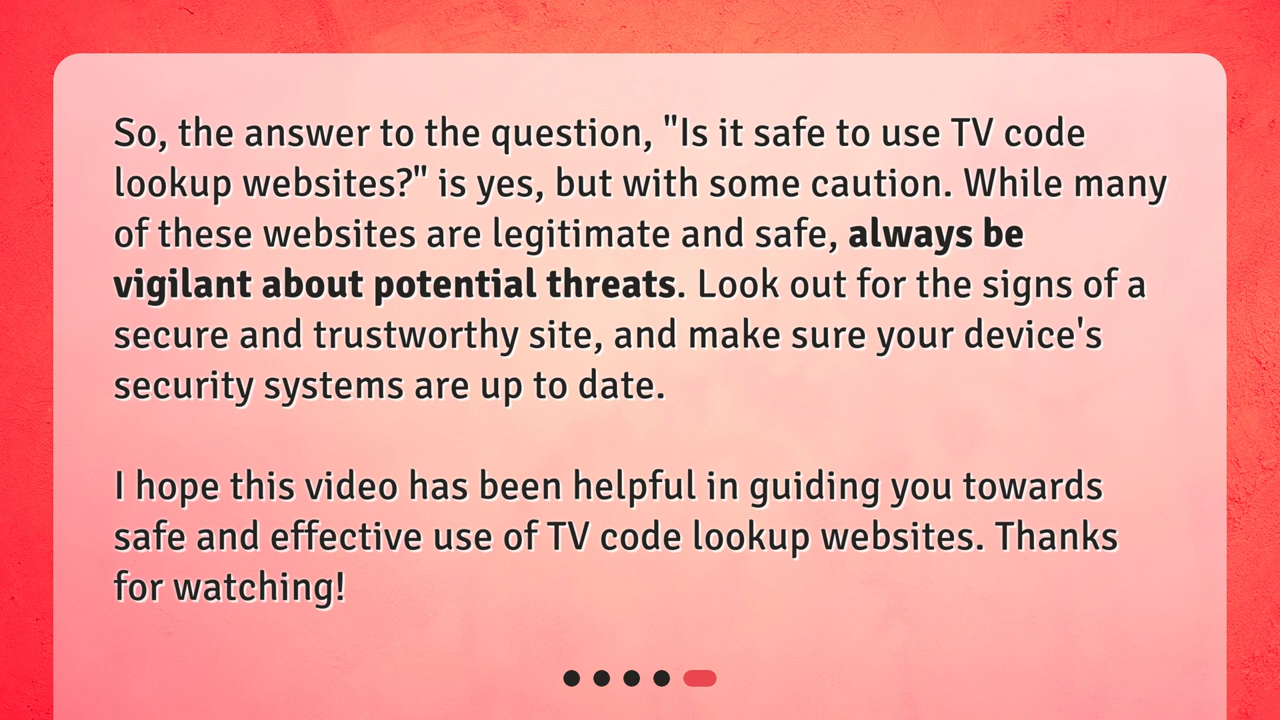 So, the answer to the question, "Is it safe to use TV code
lookup websites?" is yes, but with some caution. While many
of these websites are legitimate and safe, always be
vigilant about potential threats. Look out for the signs of a
secure and trustworthy site, and make sure your device's
security systems are up to date.
I hope this video has been helpful in guiding you towards
safe and effective use of TV code lookup websites. Thanks
for watching!